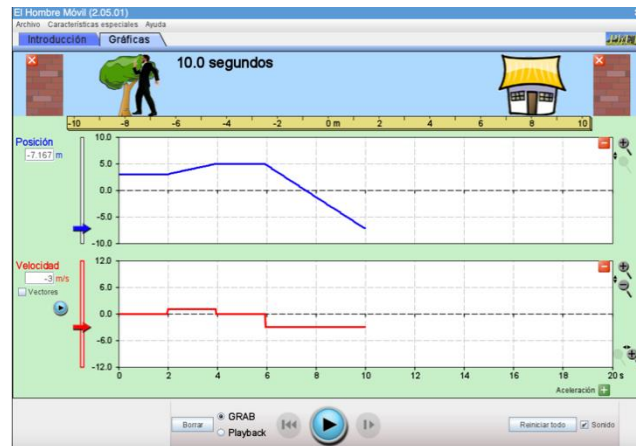 El Hombre Móvil (2.05.01)
Archivo Características especiales Ayuda
Introducción Gráficas
10.0 segundos
-10 -8 -6 -4 -2 0 m 2 4 6 8 10
Posición
-7.167 m
10.0
5.0
0.0
-5.0
-10.0
Velocidad
-3 m/s
Vectores
12.0
6.0
0.0
-6.0
-12.0
0 2 4 6 8 10 12 14 16 18 20 s
Aceleración
Borrar
GRAB
Playback
Reiniciar todo
Sonido